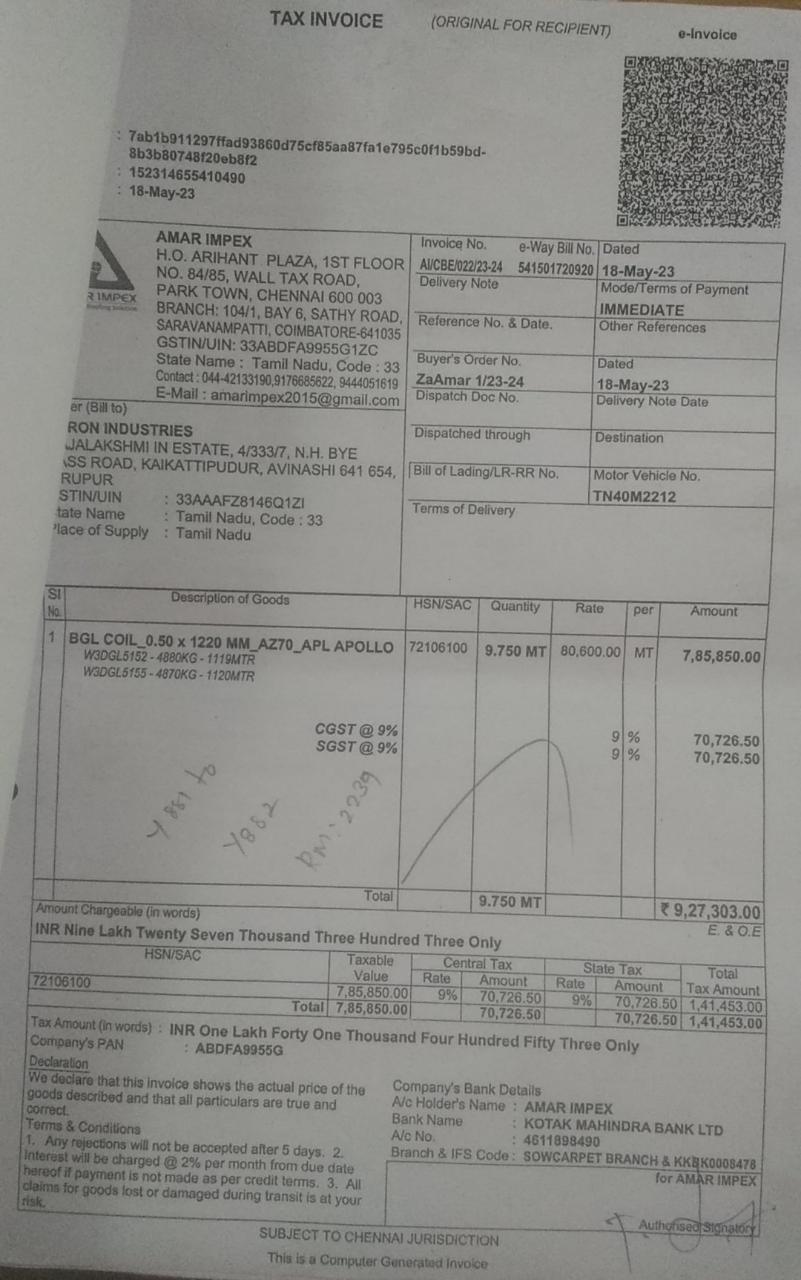 TAX INVOICE
(ORIGINAL FOR RECIPIENT)
e-Invoice
: 7ab1b911297ffad93860d75cf85aa87fa1e795c0f1b59bd-
8b3b80748f20eb8f2
: 152314655410490
: 18-May-23
R IMPEX
AMAR IMPEX
H.O. ARIHANT PLAZA, 1ST FLOOR
NO. 84/85, WALL TAX ROAD,
PARK TOWN, CHENNAI 600 003
BRANCH: 104/1, BAY 6, SATHY ROAD,
SARAVANAMPATTI, COIMBATORE-641035
GSTIN/UIN: 33ABDFA9955G1ZC
State Name : Tamil Nadu, Code : 33
Contact : 044-42133190,9176685622, 9444051619
E-Mail : amarimpex2015@gmail.com
Invoice No. e-Way Bill No. Dated
AI/CBE/022/23-24 541501720920 18-May-23
Delivery Note Mode/Terms of Payment
IMMEDIATE
Reference No. & Date. Other References
Buyer's Order No. Dated
ZaAmar 1/23-24 18-May-23
Dispatch Doc No. Delivery Note Date
Dispatched through Destination
Bill of Lading/LR-RR No. Motor Vehicle No.
TN40M2212
Terms of Delivery
er (Bill to)
RON INDUSTRIES
JALAKSHMI IN ESTATE, 4/333/7, N.H. BYE
ASS ROAD, KAIKATTIPUDUR, AVINASHI 641 654,
RUPUR
STIN/UIN : 33AAAFZ8146Q1ZI
tate Name : Tamil Nadu, Code : 33
Place of Supply : Tamil Nadu
Sl No. Description of Goods HSN/SAC Quantity Rate per Amount
1 BGL COIL_0.50 x 1220 MM_AZ70_APL APOLLO 72106100 9.750 MT 80,600.00 MT 7,85,850.00
W3DGL5152 - 4880KG - 1119MTR
W3DGL5155 - 4870KG - 1120MTR
CGST @ 9% 9 % 70,726.50
SGST @ 9% 9 % 70,726.50
Y881 to
Y882
RM: 2239
Total 9.750 MT ₹ 9,27,303.00
Amount Chargeable (in words) E. & O.E
INR Nine Lakh Twenty Seven Thousand Three Hundred Three Only
HSN/SAC Taxable Value Central Tax State Tax Total Tax Amount
Rate Amount Rate Amount
72106100 7,85,850.00 9% 70,726.50 9% 70,726.50 1,41,453.00
Total 7,85,850.00 70,726.50 70,726.50 1,41,453.00
Tax Amount (in words) : INR One Lakh Forty One Thousand Four Hundred Fifty Three Only
Company's PAN : ABDFA9955G
Declaration
We declare that this invoice shows the actual price of the
goods described and that all particulars are true and
correct.
Terms & Conditions
1. Any rejections will not be accepted after 5 days. 2.
Interest will be charged @ 2% per month from due date
hereof if payment is not made as per credit terms. 3. All
claims for goods lost or damaged during transit is at your
risk.
Company's Bank Details
A/c Holder's Name : AMAR IMPEX
Bank Name : KOTAK MAHINDRA BANK LTD
A/c No. : 4611898490
Branch & IFS Code : SOWCARPET BRANCH & KKBK0008478
for AMAR IMPEX
Authorised Signatory
SUBJECT TO CHENNAI JURISDICTION
This is a Computer Generated Invoice